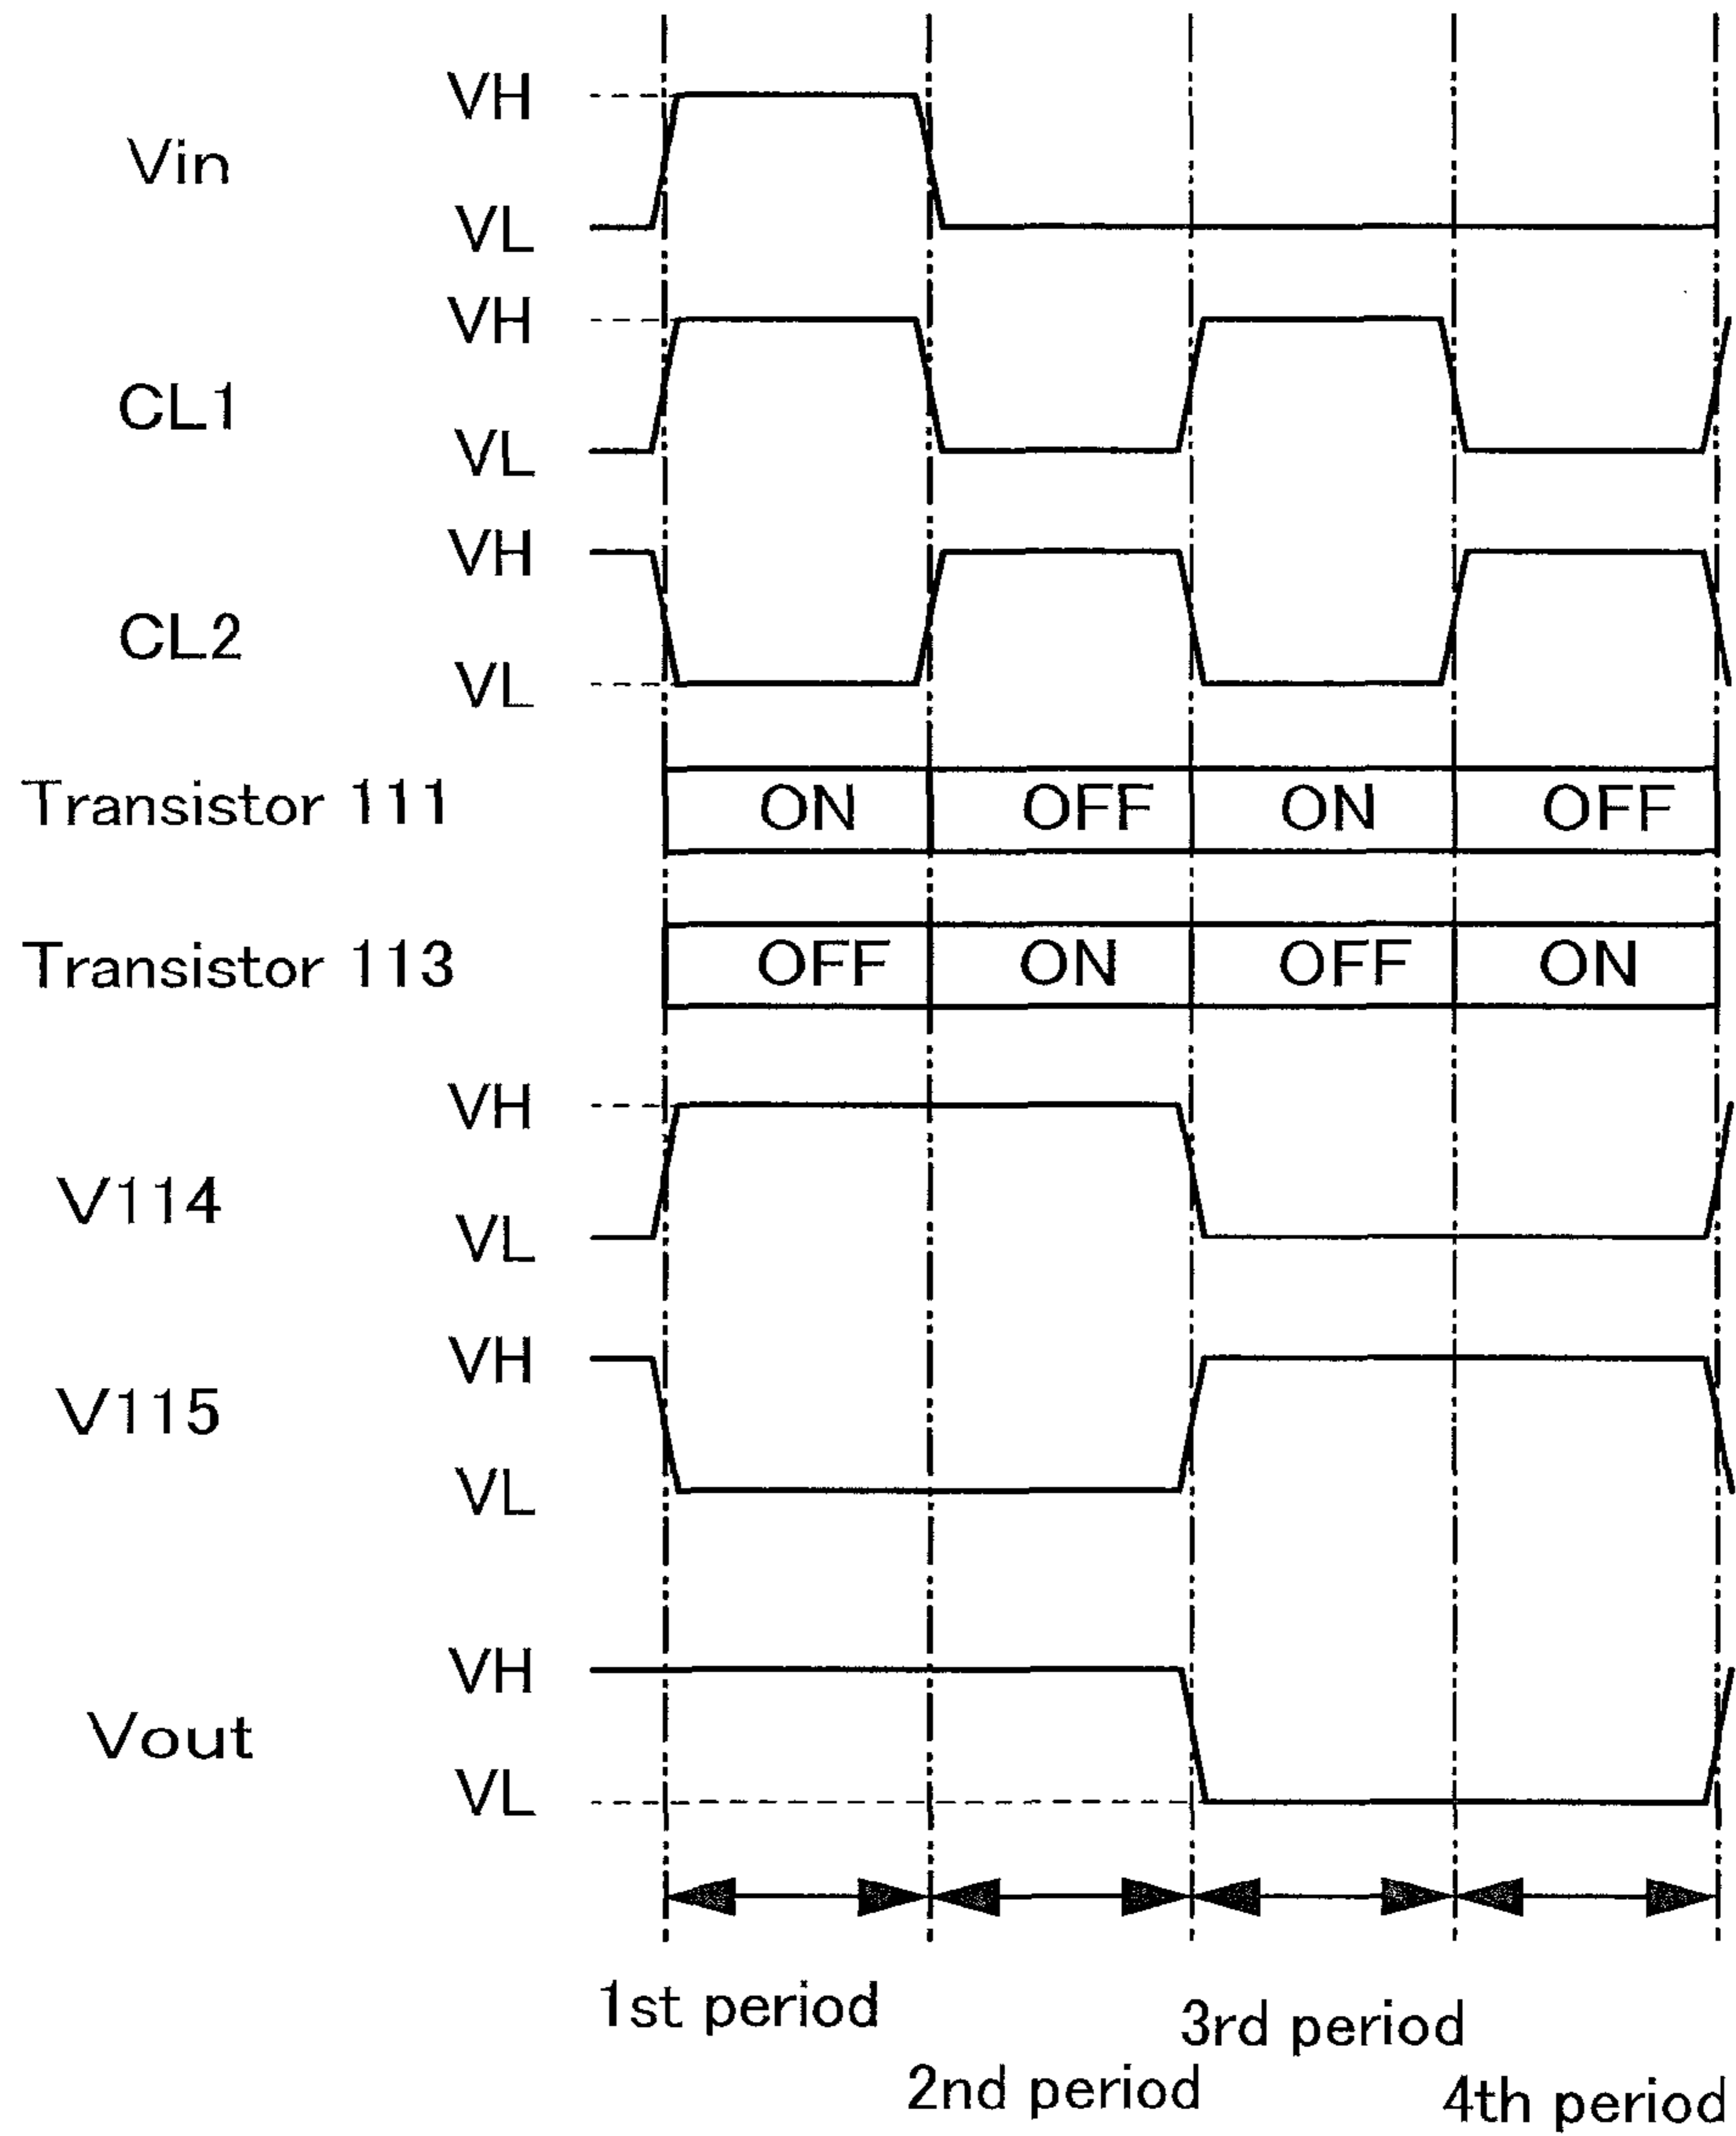 VH
Vin
VL
VH
CL1
VL
VH
CL2
VL
Transistor 111 ON OFF ON OFF
Transistor 113 OFF ON OFF ON
VH
V114
VL
VH
V115
VL
VH
Vout
VL
1st period
3rd period
2nd period
4th period